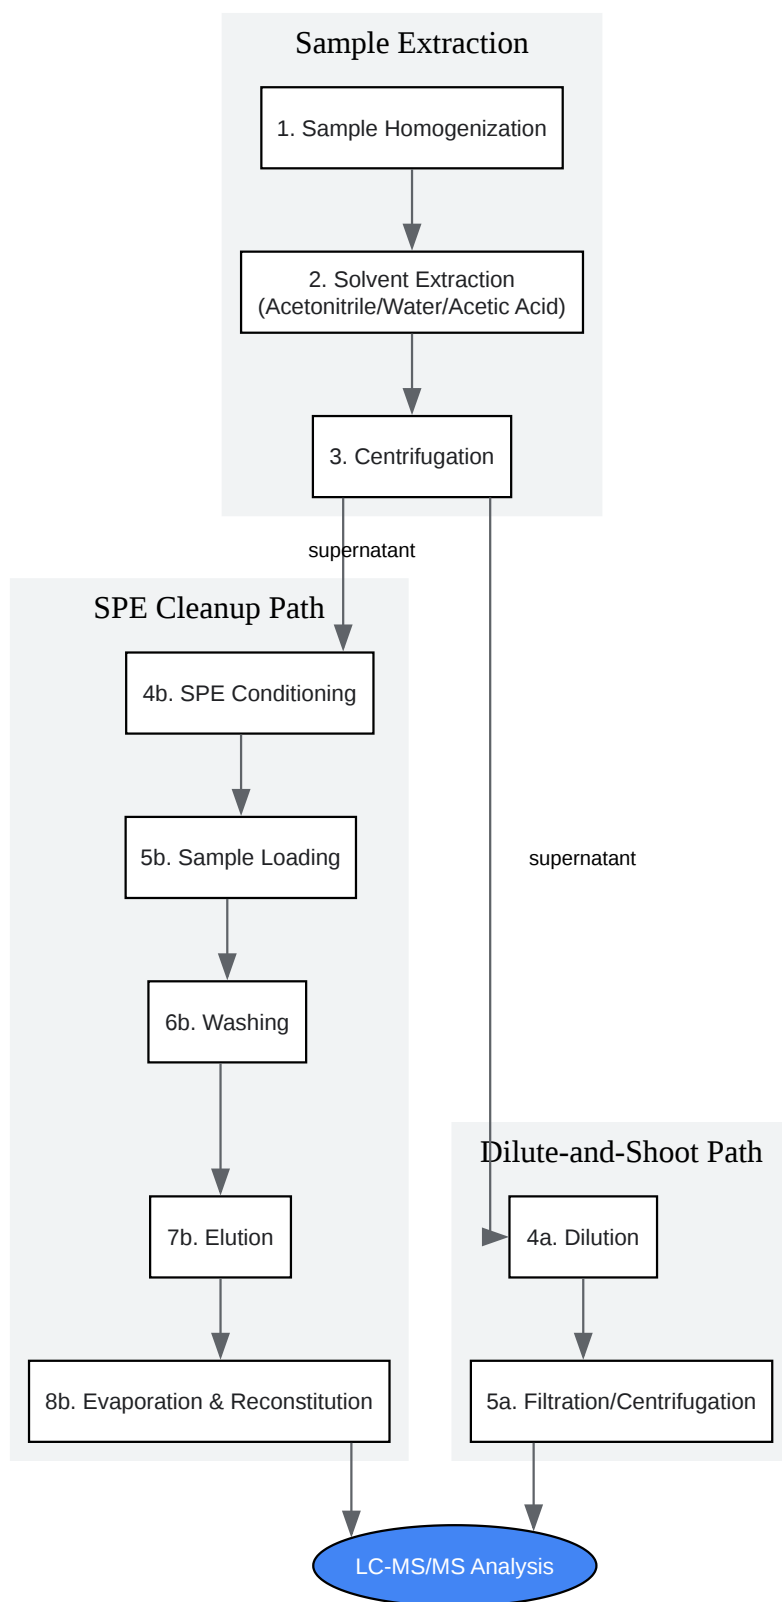 Sample Extraction
1. Sample Homogenization
2. Solvent Extraction
(Acetonitrile/Water/Acetic Acid)
3. Centrifugation
supernatant
SPE Cleanup Path
4b. SPE Conditioning
5b. Sample Loading
supernatant
6b. Washing
Dilute-and-Shoot Path
7b. Elution
4a. Dilution
8b. Evaporation & Reconstitution
5a. Filtration/Centrifugation
LC-MS/MS Analysis